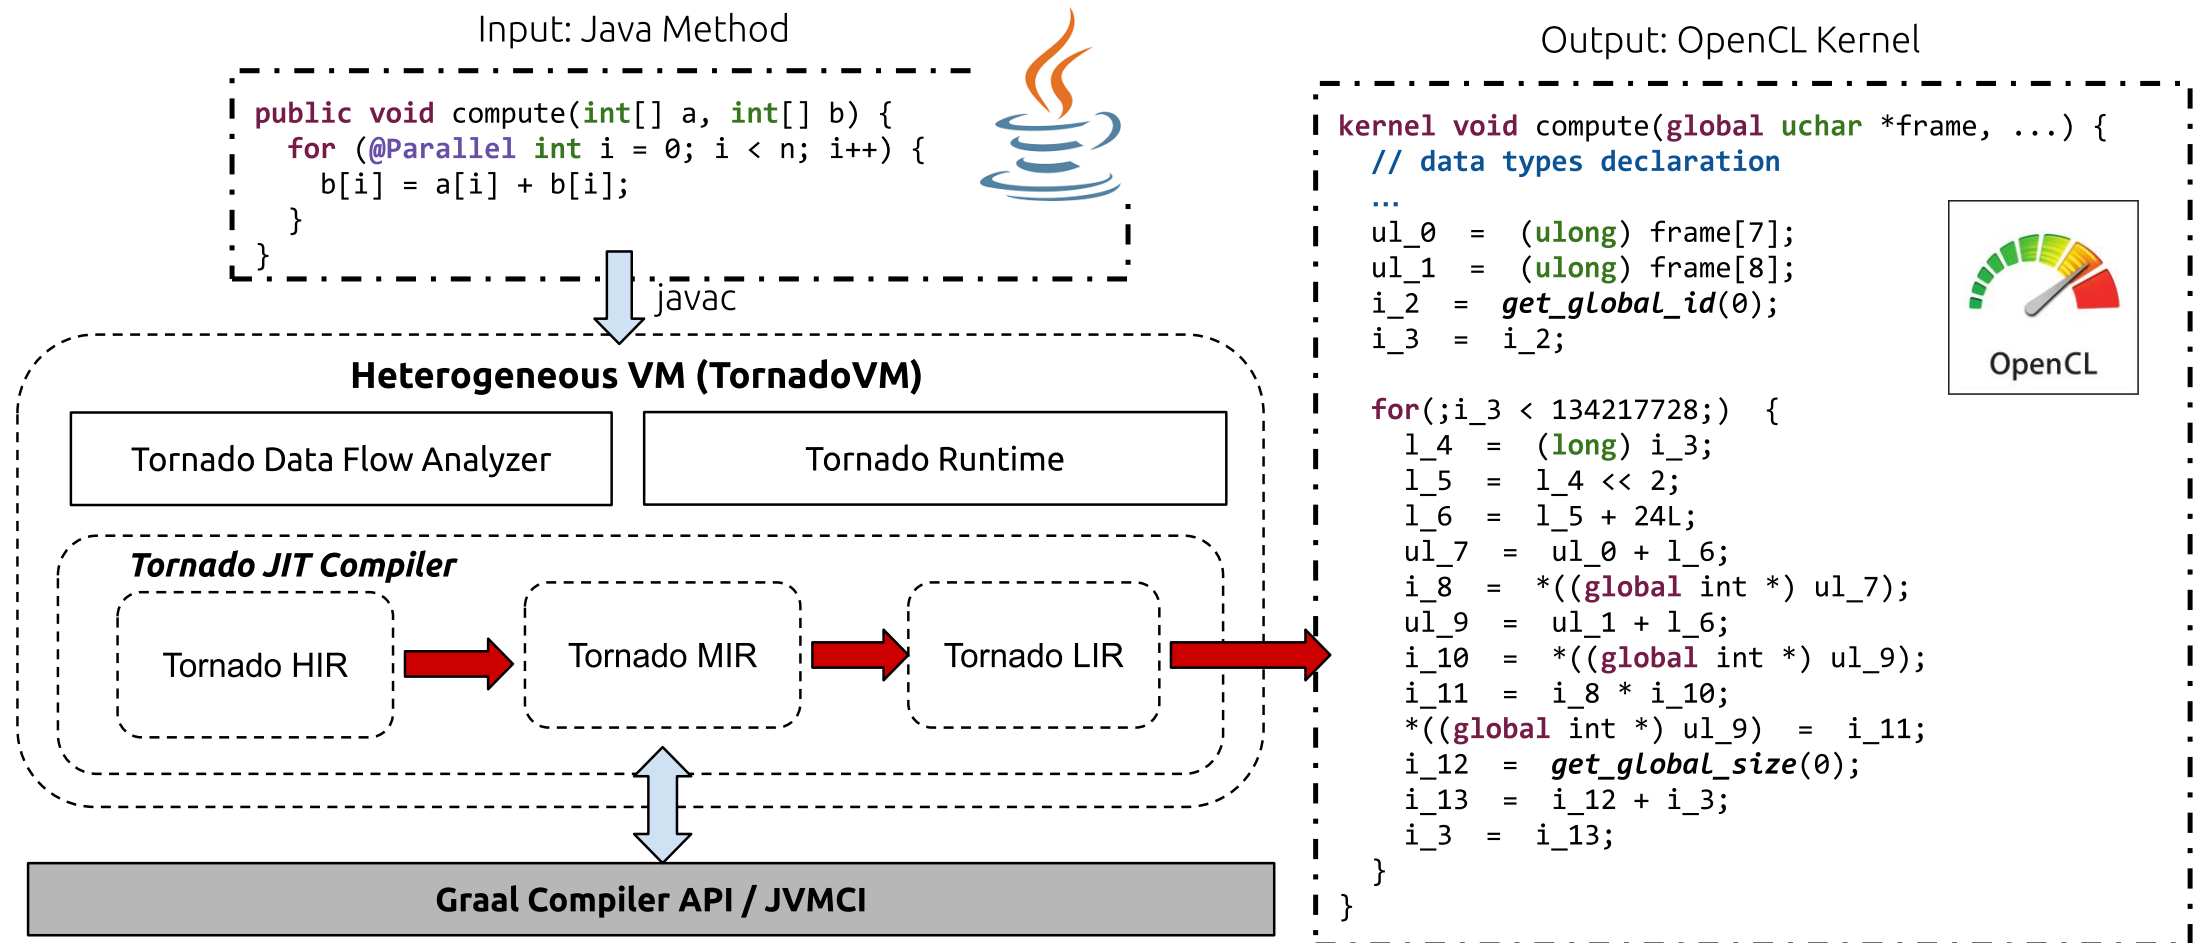 Input: Java Method
public void compute(int[] a, int[] b) {
  for (@Parallel int i = 0; i < n; i++) {
    b[i] = a[i] + b[i];
  }
}
javac
Heterogeneous VM (TornadoVM)
Tornado Data Flow Analyzer
Tornado Runtime
Tornado JIT Compiler
Tornado HIR
Tornado MIR
Tornado LIR
Graal Compiler API / JVMCI
Output: OpenCL Kernel
kernel void compute(global uchar *frame, ...) {
  // data types declaration
  ...
  ul_0  =  (ulong) frame[7];
  ul_1  =  (ulong) frame[8];
  i_2  =  get_global_id(0);
  i_3  =  i_2;
  for(;i_3 < 134217728;)  {
    l_4  =  (long) i_3;
    l_5  =  l_4 << 2;
    l_6  =  l_5 + 24L;
    ul_7  =  ul_0 + l_6;
    i_8  =  *((global int *) ul_7);
    ul_9  =  ul_1 + l_6;
    i_10  =  *((global int *) ul_9);
    i_11  =  i_8 * i_10;
    *((global int *) ul_9)  =  i_11;
    i_12  =  get_global_size(0);
    i_13  =  i_12 + i_3;
    i_3  =  i_13;
  }
}
OpenCL